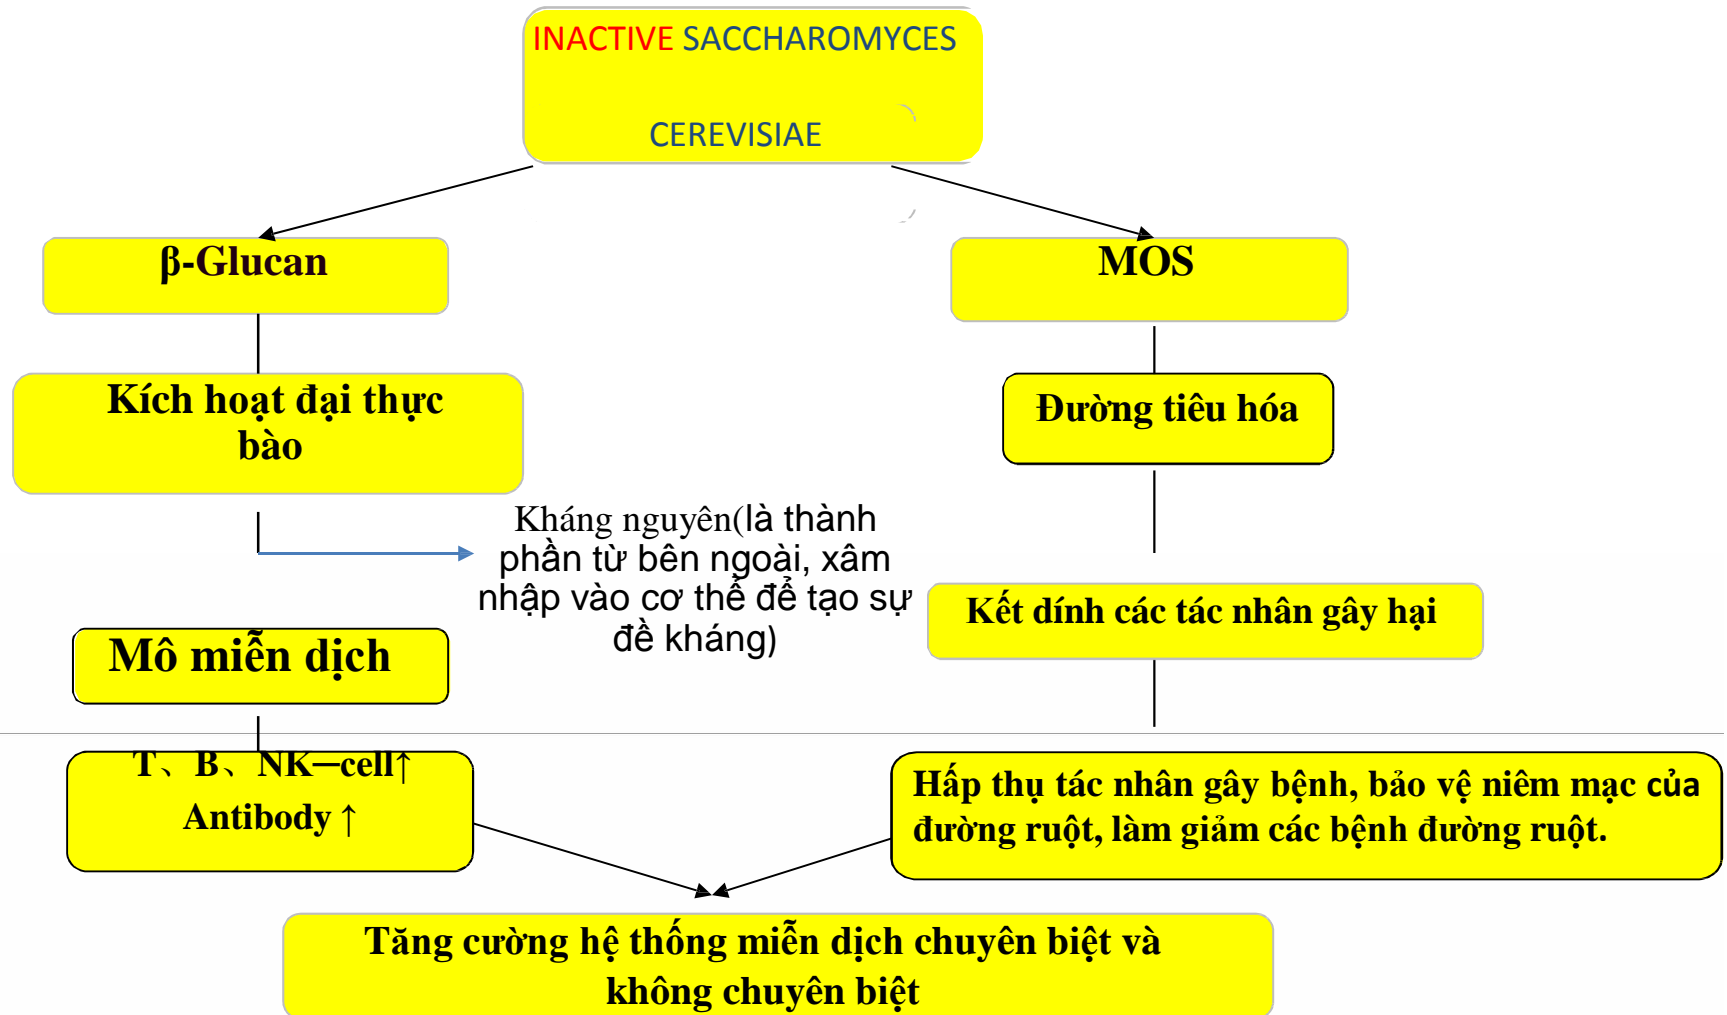 INACTIVE SACCHAROMYCES
CEREVISIAE
β-Glucan
MOS
Kích hoạt đại thực
bào
Đường tiêu hóa
Kháng nguyên(là thành
phần từ bên ngoài, xâm
nhập vào cơ thể để tạo sự
đề kháng)
Kết dính các tác nhân gây hại
Mô miễn dịch
T、B、NK—cell↑
Antibody ↑
Hấp thụ tác nhân gây bệnh, bảo vệ niêm mạc của
đường ruột, làm giảm các bệnh đường ruột.
Tăng cường hệ thống miễn dịch chuyên biệt và
không chuyên biệt